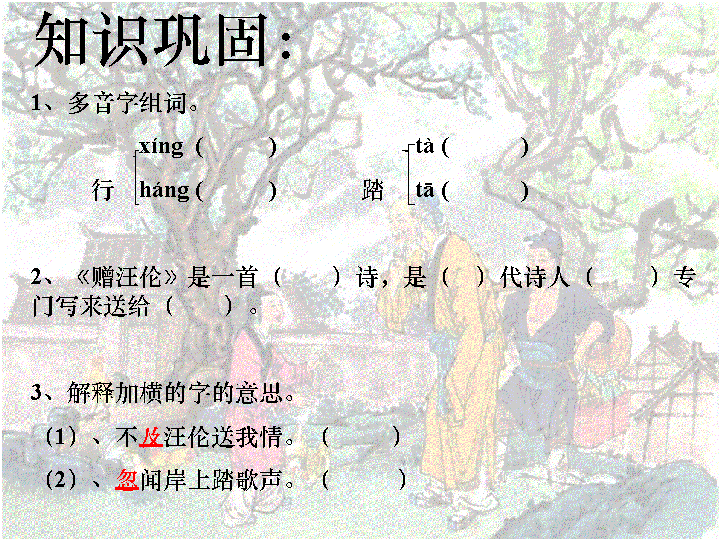 知识巩固：
1、多音字组词。
xíng（　　）　　tà（　　）
行　　踏
háng（　　）　　tā（　　）
2、《赠汪伦》是一首（　　）诗，是（　）代诗人（　　）专
门写来送给（　　）。
3、解释加横的字的意思。
（1）、不及汪伦送我情。（　　）
（2）、忽闻岸上踏歌声。（　　）